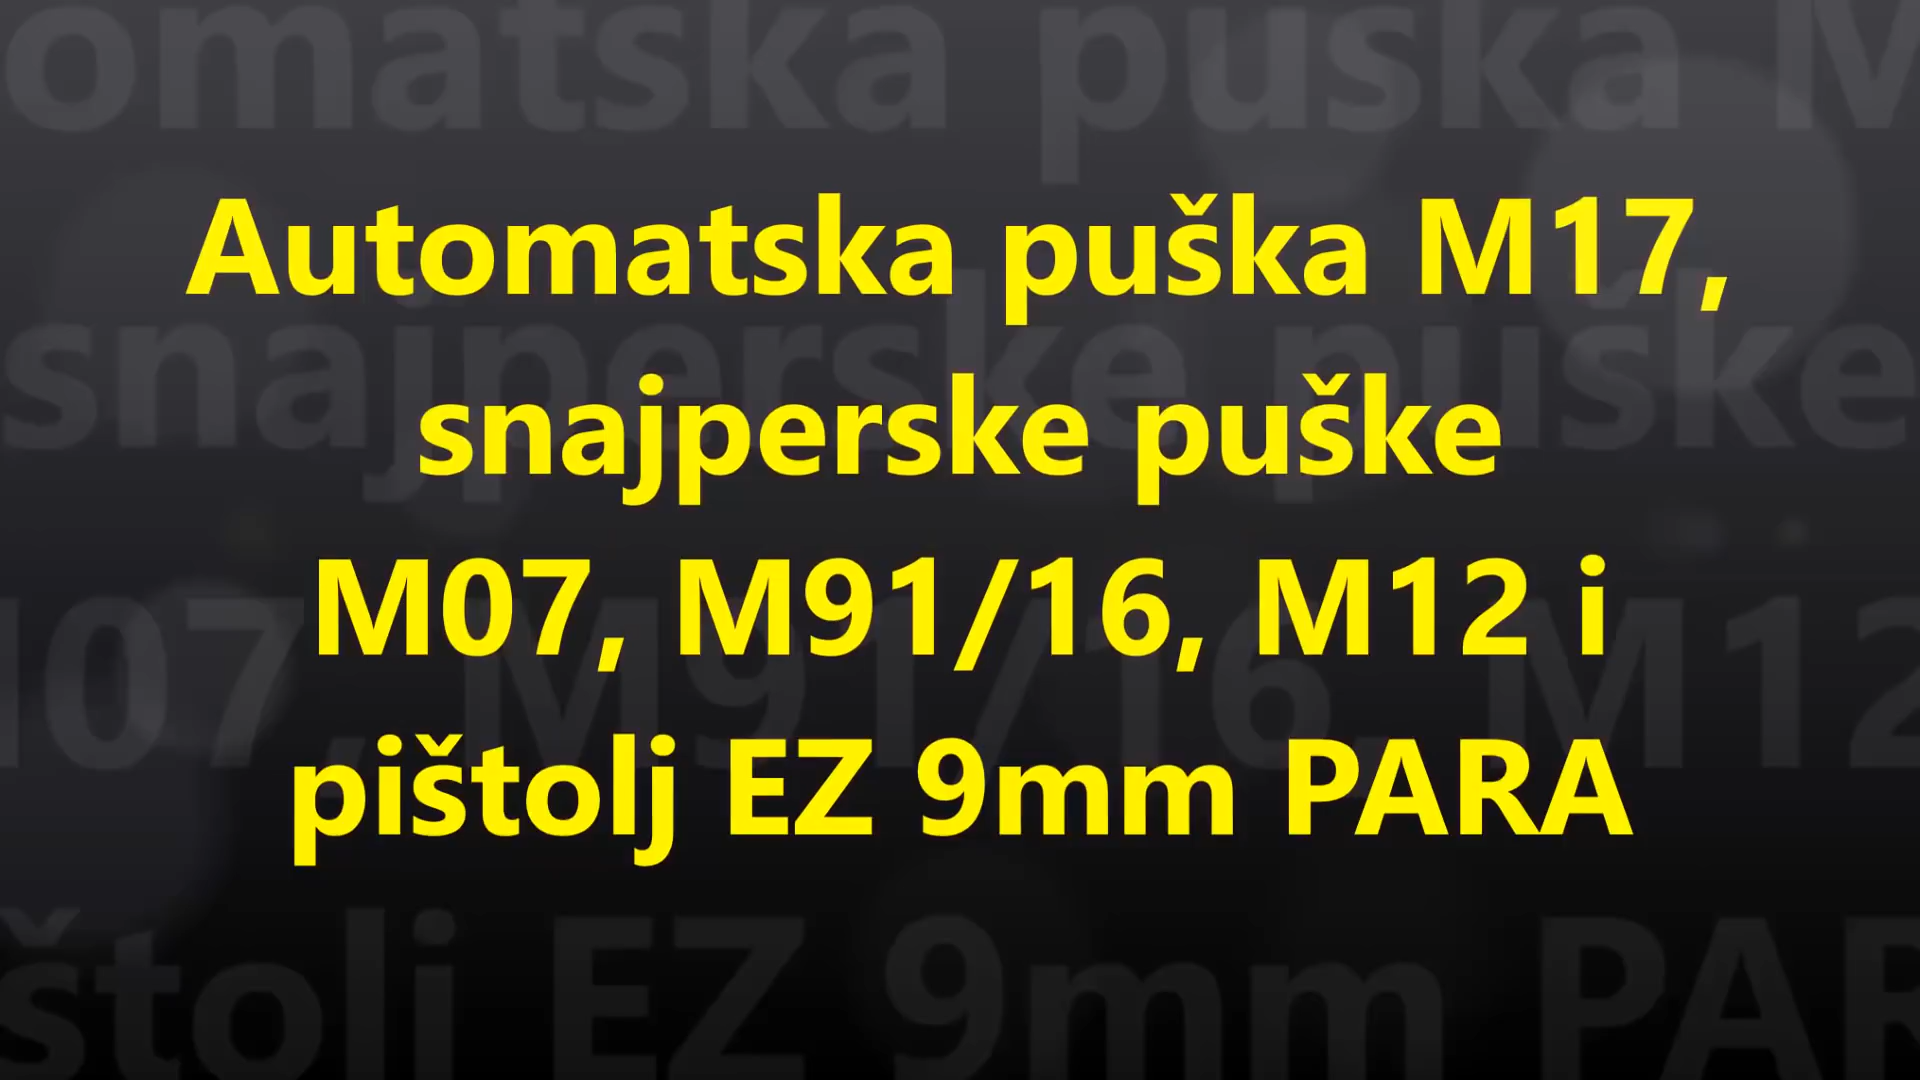 Automatska puška M17,
snajperske puške
M07, M91/16, M12 i
pištolj EZ 9mm PARA